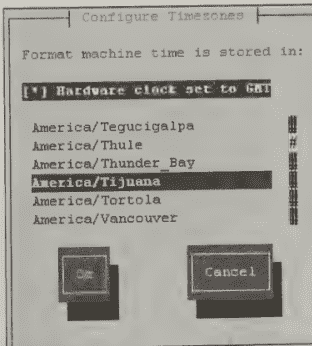 Configure Timezones
Format machine time is stored in:
[*] Hardware clock set to GMT
America/Tegucigalpa
America/Thule
America/Thunder_Bay
America/Tijuana
America/Tortola
America/Vancouver
Ok Cancel